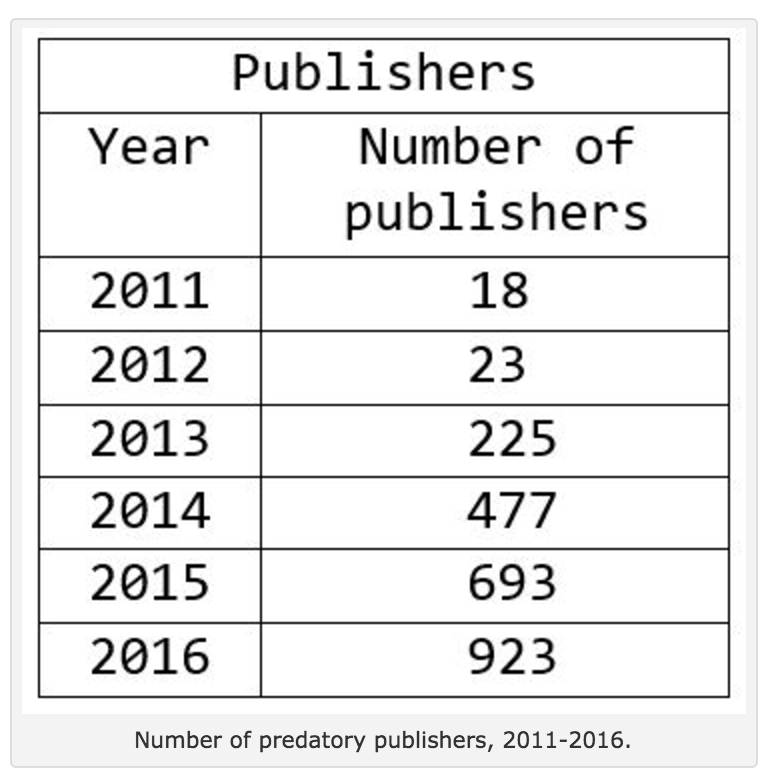 Publishers
Year Number of
publishers
2011 18
2012 23
2013 225
2014 477
2015 693
2016 923
Number of predatory publishers, 2011-2016.